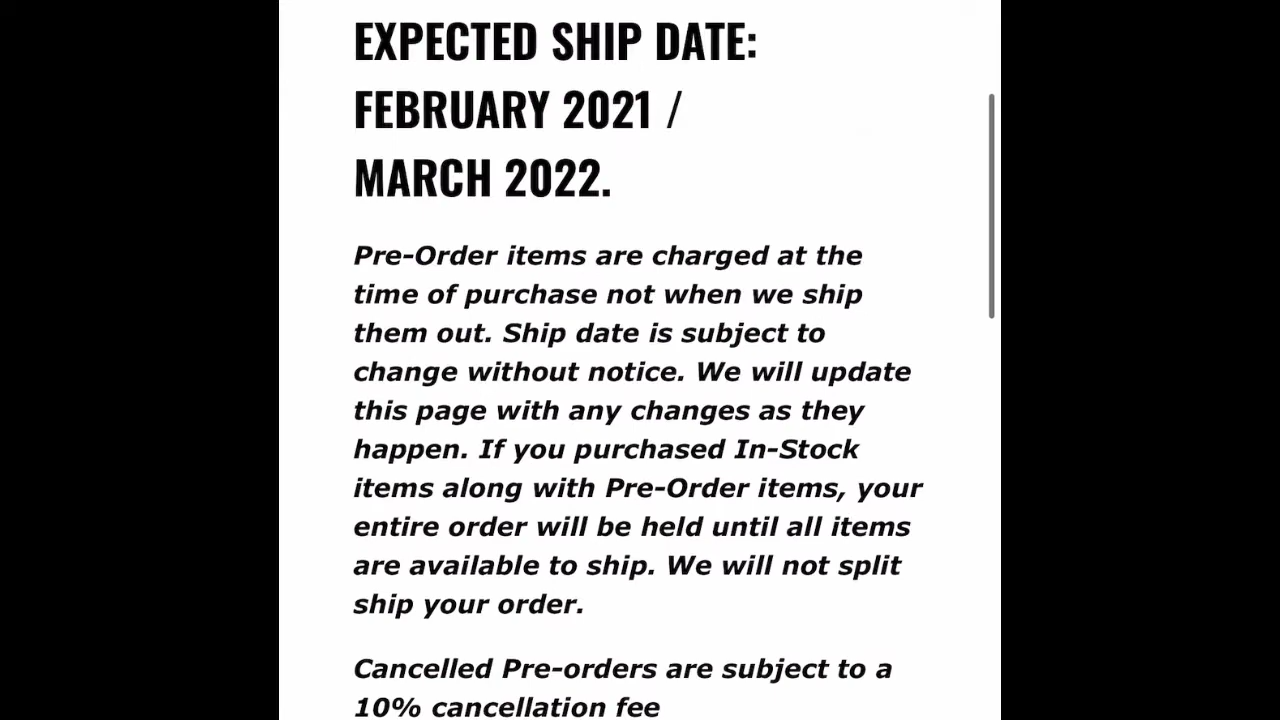 EXPECTED SHIP DATE:
FEBRUARY 2021 /
MARCH 2022.
Pre-Order items are charged at the
time of purchase not when we ship
them out. Ship date is subject to
change without notice. We will update
this page with any changes as they
happen. If you purchased In-Stock
items along with Pre-Order items, your
entire order will be held until all items
are available to ship. We will not split
ship your order.
Cancelled Pre-orders are subject to a
10% cancellation fee